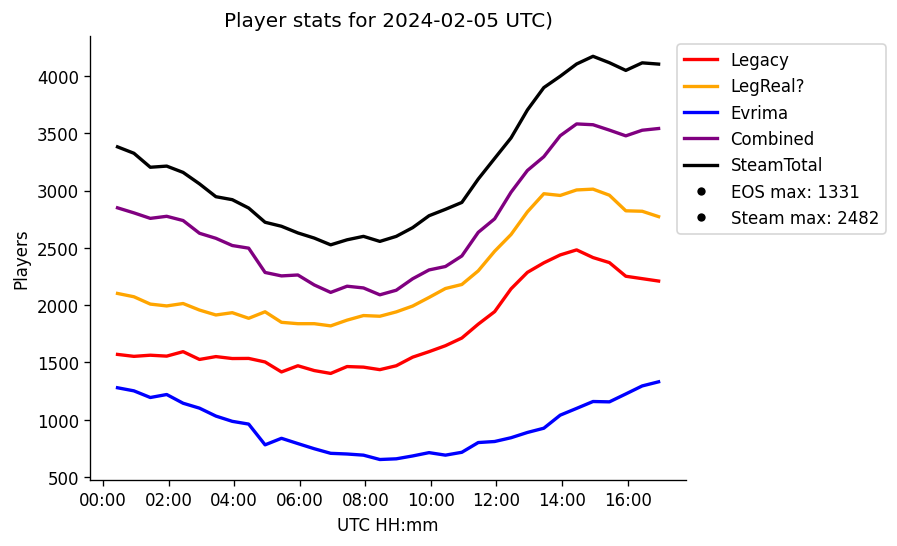 Player stats for 2024-02-05 UTC)
Players
4000
3500
3000
2500
2000
1500
1000
500
00:00 02:00 04:00 06:00 08:00 10:00 12:00 14:00 16:00
UTC HH:mm
Legacy
LegReal?
Evrima
Combined
SteamTotal
EOS max: 1331
Steam max: 2482